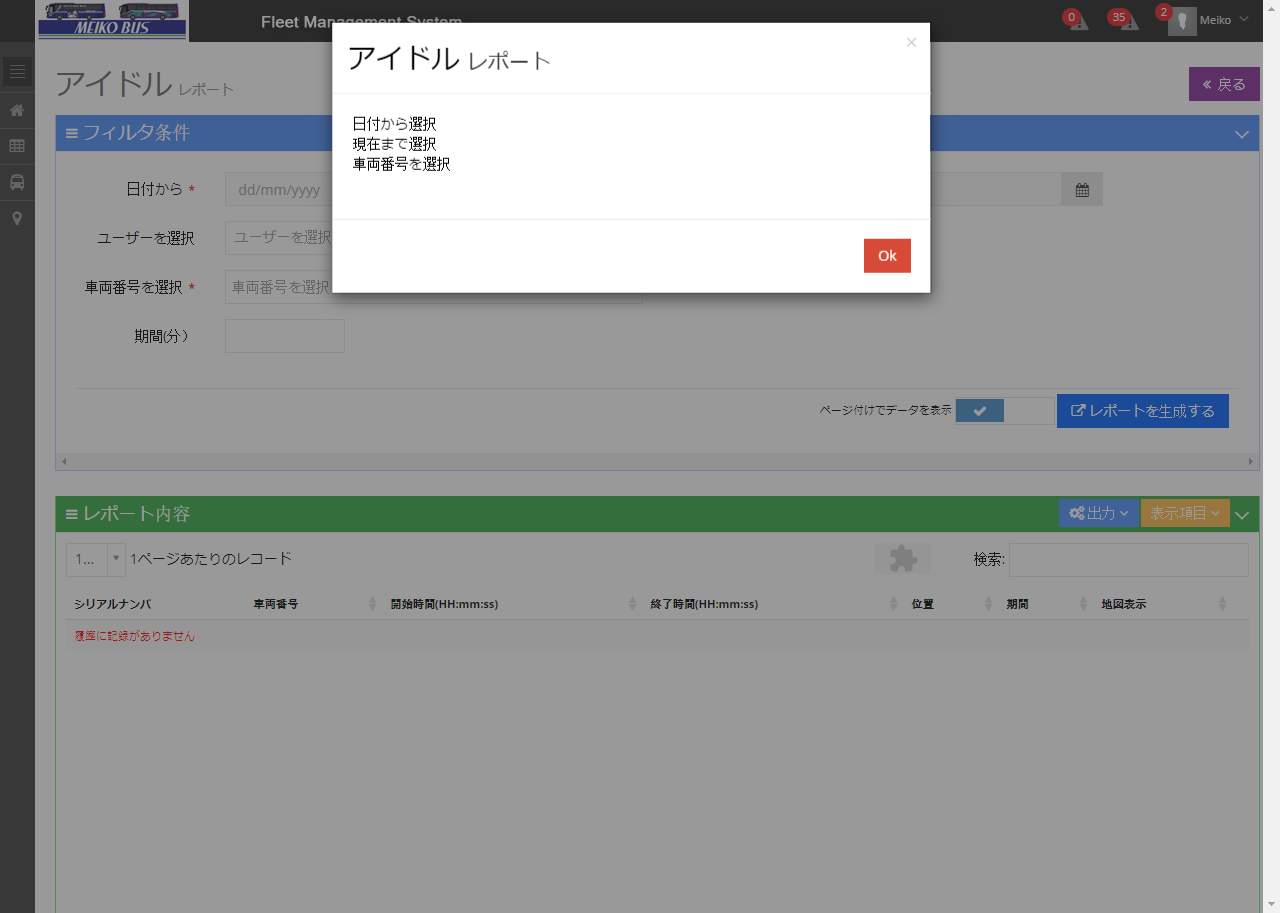 MEIKO BUS
Fleet Management System
0
35
2
Meiko
アイドル レポート
×
アイドル レポート
戻る
フィルタ条件
日付から選択
現在まで選択
車両番号を選択
日付から *
dd/mm/yyyy
ユーザーを選択
ユーザーを選択
Ok
車両番号を選択 *
車両番号を選択
期間(分)
ページ付けでデータを表示
レポートを生成する
レポート内容
出力
表示項目
1...
1ページあたりのレコード
検索:
シリアルナンバ 車両番号 開始時間(HH:mm:ss) 終了時間(HH:mm:ss) 位置 期間 地図表示
履歴に記録がありません